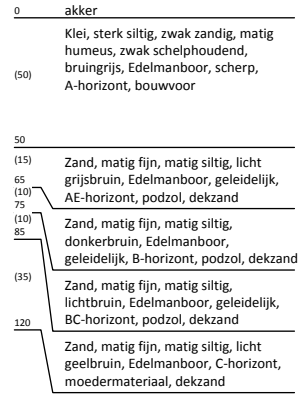 0 akker
Klei, sterk siltig, zwak zandig, matig
humeus, zwak schelphoudend,
bruingrijs, Edelmanboor, scherp,
A-horizont, bouwvoor
(50)
50
(15)
Zand, matig fijn, matig siltig, licht
grijsbruin, Edelmanboor, geleidelijk,
AE-horizont, podzol, dekzand
65
(10)
75
Zand, matig fijn, matig siltig,
donkerbruin, Edelmanboor,
geleidelijk, B-horizont, podzol, dekzand
(10)
85
Zand, matig fijn, matig siltig,
lichtbruin, Edelmanboor, geleidelijk,
BC-horizont, podzol, dekzand
(35)
120
Zand, matig fijn, matig siltig, licht
geelbruin, Edelmanboor, C-horizont,
moedermateriaal, dekzand